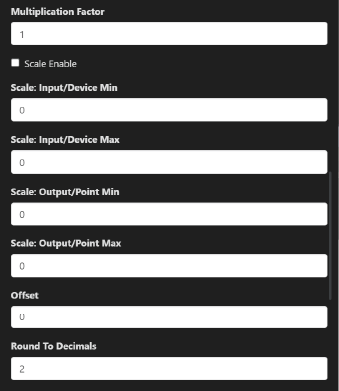 Multiplication Factor
1
Scale Enable
Scale: Input/Device Min
0
Scale: Input/Device Max
0
Scale: Output/Point Min
0
Scale: Output/Point Max
0
Offset
0
Round To Decimals
2